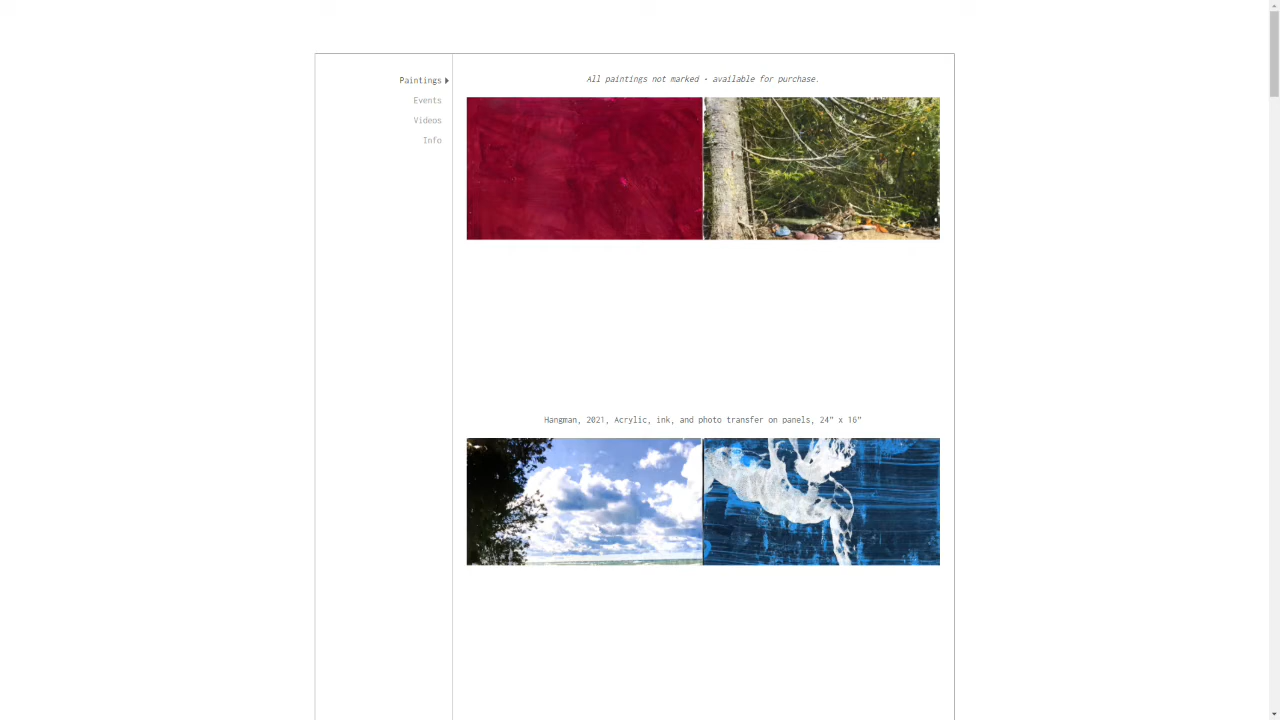 Paintings
Events
Videos
Info
All paintings not marked - available for purchase.
Hangman, 2021, Acrylic, ink, and photo transfer on panels, 24” x 16”